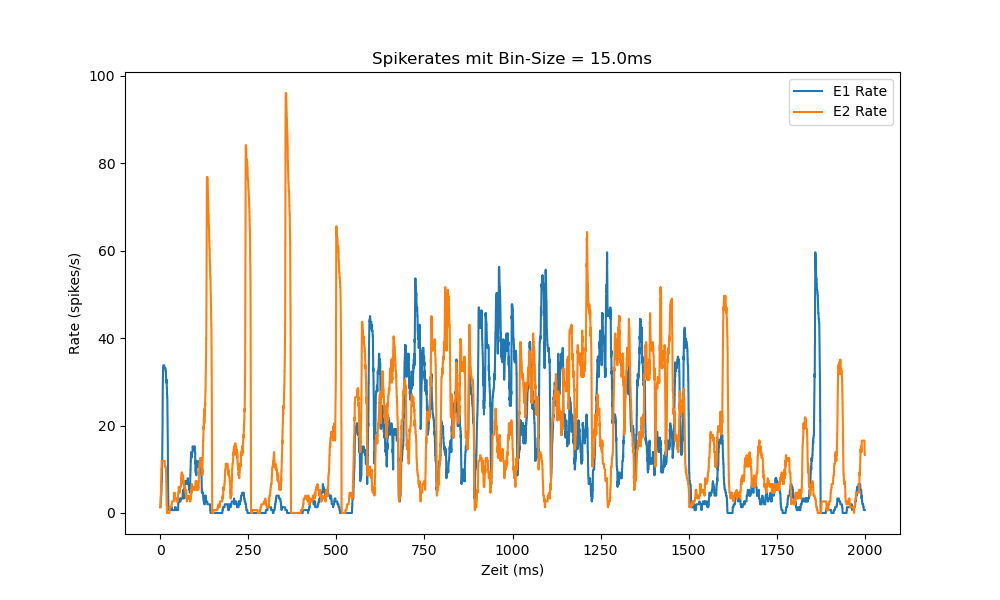 Spikerates mit Bin-Size = 15.0ms
E1 Rate
E2 Rate
Rate (spikes/s)
100
80
60
40
20
0
0 250 500 750 1000 1250 1500 1750 2000
Zeit (ms)